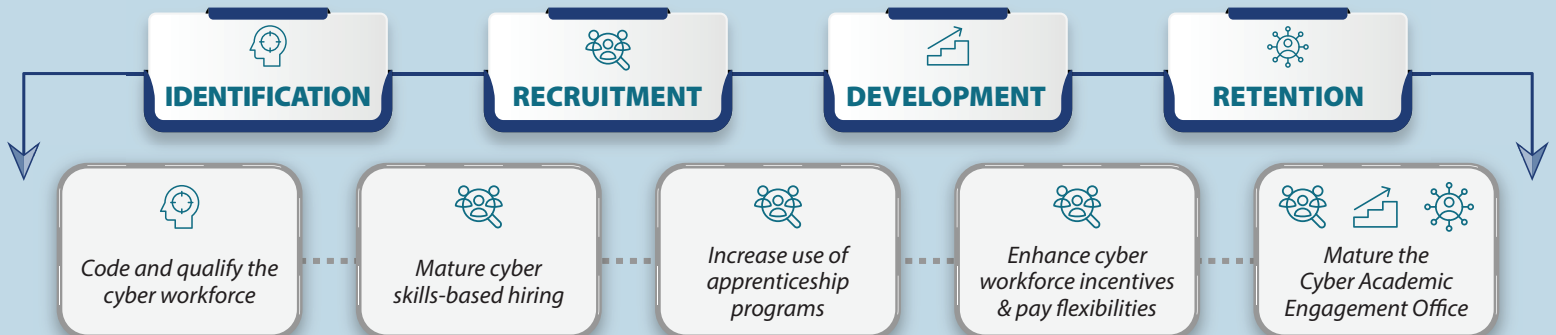 IDENTIFICATION
RECRUITMENT
DEVELOPMENT
RETENTION
Code and qualify the
cyber workforce
Mature cyber
skills-based hiring
Increase use of
apprenticeship
programs
Enhance cyber
workforce incentives
& pay flexibilities
Mature the
Cyber Academic
Engagement Office